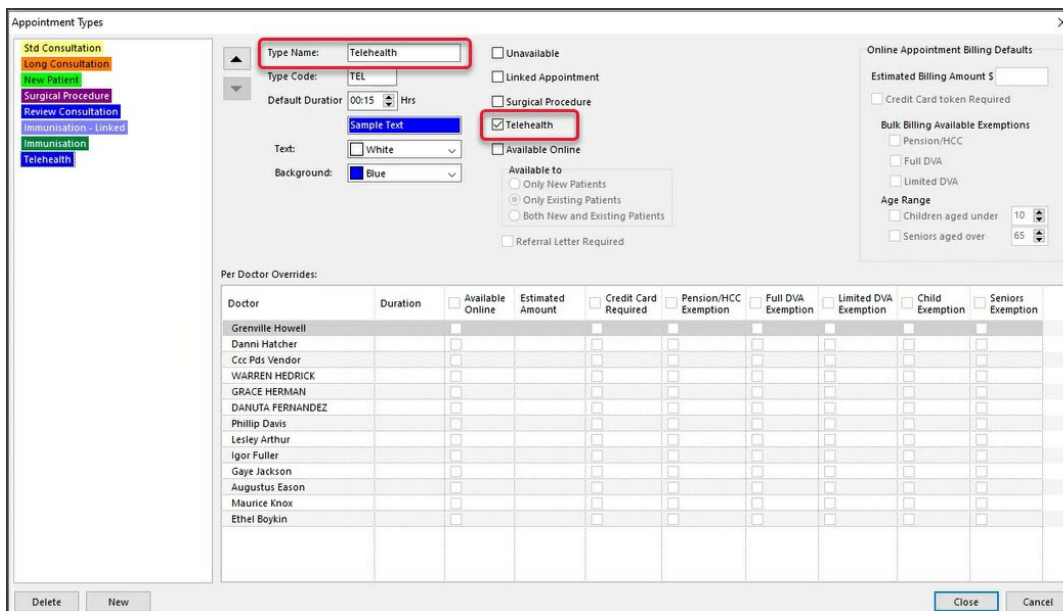 Appointment Types
Std Consultation
Long Consultation
New Patient
Surgical Procedure
Review Consultation
Immunisation - Linked
Immunisation
Telehealth
Type Name: Telehealth
Type Code: TEL
Default Duratior 00:15 Hrs
Sample Text
Text: White
Background: Blue
Unavailable
Linked Appointment
Surgical Procedure
Telehealth
Available Online
Available to
Only New Patients
Only Existing Patients
Both New and Existing Patients
Referral Letter Required
Online Appointment Billing Defaults
Estimated Billing Amount $
Credit Card token Required
Bulk Billing Available Exemptions
Pension/HCC
Full DVA
Limited DVA
Age Range
Children aged under 10
Seniors aged over 65
Per Doctor Overrides:
Doctor Duration Available Online Estimated Amount Credit Card Required Pension/HCC Exemption Full DVA Exemption Limited DVA Exemption Child Exemption Seniors Exemption
Grenville Howell
Danni Hatcher
Ccc Pds Vendor
WARREN HEDRICK
GRACE HERMAN
DANUTA FERNANDEZ
Phillip Davis
Lesley Arthur
Igor Fuller
Gaye Jackson
Augustus Eason
Maurice Knox
Ethel Boykin
Delete New Close Cancel